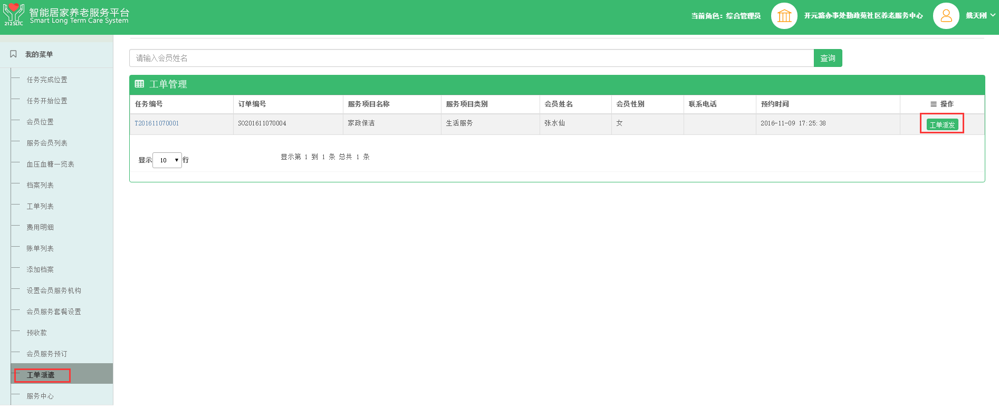 智能居家养老服务平台
Smart Long Term Care System
212SLTC
当前角色：综合管理员
开元路办事处勤政苑社区养老服务中心
姚天刚
我的菜单
任务完成位置
任务开始位置
会员位置
服务会员列表
血压血糖一览表
档案列表
工单列表
费用明细
账单列表
添加档案
设置会员服务机构
会员服务套餐设置
预收款
会员服务预订
工单派遣
服务中心
请输入会员姓名
查询
工单管理
任务编号 订单编号 服务项目名称 服务项目类别 会员姓名 会员性别 联系电话 预约时间 操作
T201611070001 SO201611070004 家政保洁 生活服务 张水仙 女 2016-11-09 17:25:38 工单派发
显示 10 行
显示第 1 到 1 条 总共 1 条